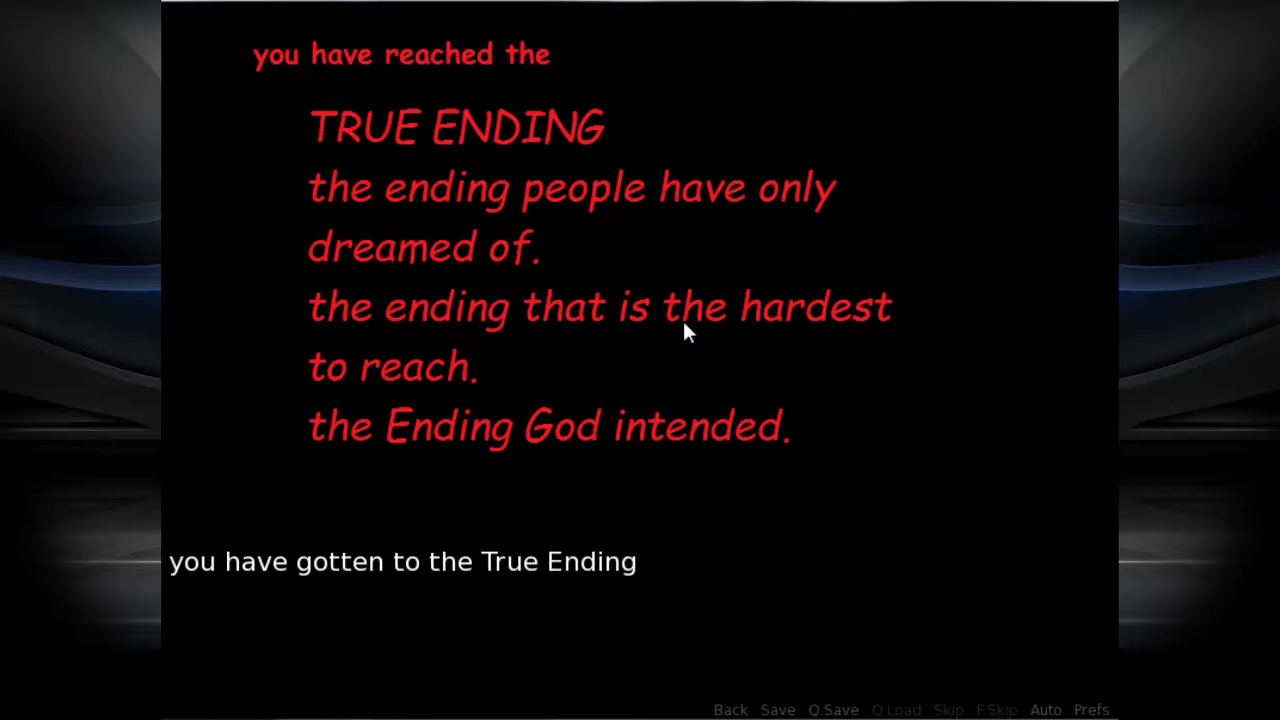 you have reached the
TRUE ENDING
the ending people have only
dreamed of.
the ending that is the hardest
to reach.
the Ending God intended.
you have gotten to the True Ending
Back Save Q.Save Q.Load Skip F.Skip Auto Prefs